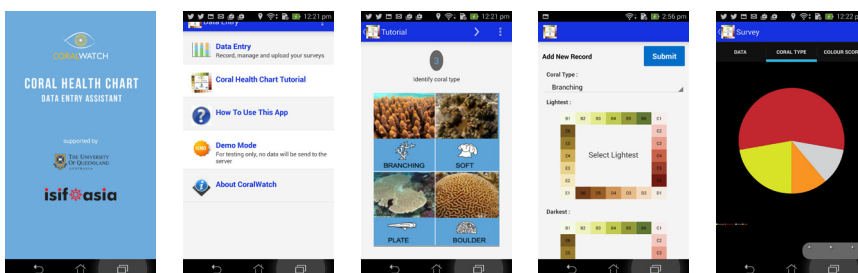 CORALWATCH
CORAL HEALTH CHART
DATA ENTRY ASSISTANT
supported by
THE UNIVERSITY
OF QUEENSLAND
AUSTRALIA
isif asia
12:21 pm
Data Entry
Data Entry
Record, manage and upload your surveys
Coral Health Chart Tutorial
How To Use This App
DEMO
Demo Mode
For testing only, no data will be send to the
server
About CoralWatch
12:21 pm
Tutorial
3
Identify coral type
BRANCHING
SOFT
PLATE
BOULDER
2:56 pm
Add New Record
Submit
Coral Type :
Branching
Lightest :
B1 B2 B3 B4 B5 B6 C1
E6 C2
E5 C3
E4 Select Lightest C4
E3 C5
E2 C6
E1 D6 D5 D4 D3 D2 D1
Darkest :
B1 B2 B3 B4 B5 B6 C1
E6 C2
E5 C3
12:22 p
Survey
DATA
CORAL TYPE
COLOUR SCOR